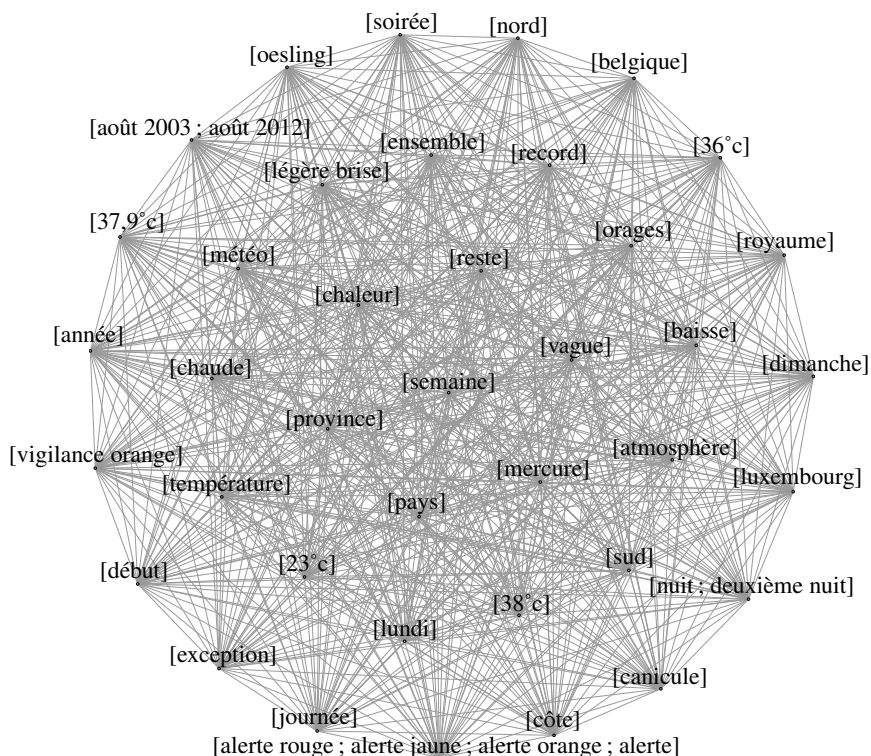 [soirée]
[nord]
[oesling]
[belgique]
[août 2003 ; août 2012]
[ensemble]
[record]
[36˚c]
[légère brise]
[37,9˚c]
[orages]
[royaume]
[météo]
[reste]
[chaleur]
[année]
[baisse]
[vague]
[dimanche]
[chaude]
[semaine]
[province]
[vigilance orange]
[atmosphère]
[mercure]
[luxembourg]
[température]
[pays]
[début]
[23˚c]
[sud]
[nuit ; deuxième nuit]
[38˚c]
[lundi]
[exception]
[canicule]
[journée]
[côte]
[alerte rouge ; alerte jaune ; alerte orange ; alerte]